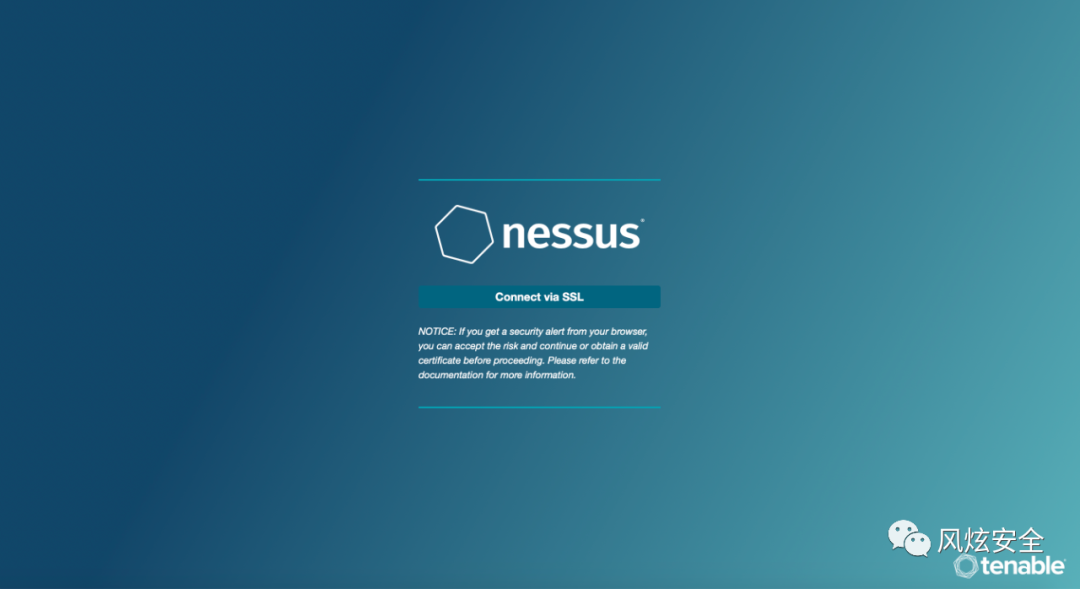 nessus
Connect via SSL
NOTICE: If you get a security alert from your browser,
you can accept the risk and continue or obtain a valid
certificate before proceeding. Please refer to the
documentation for more information.
风炫安全
tenable